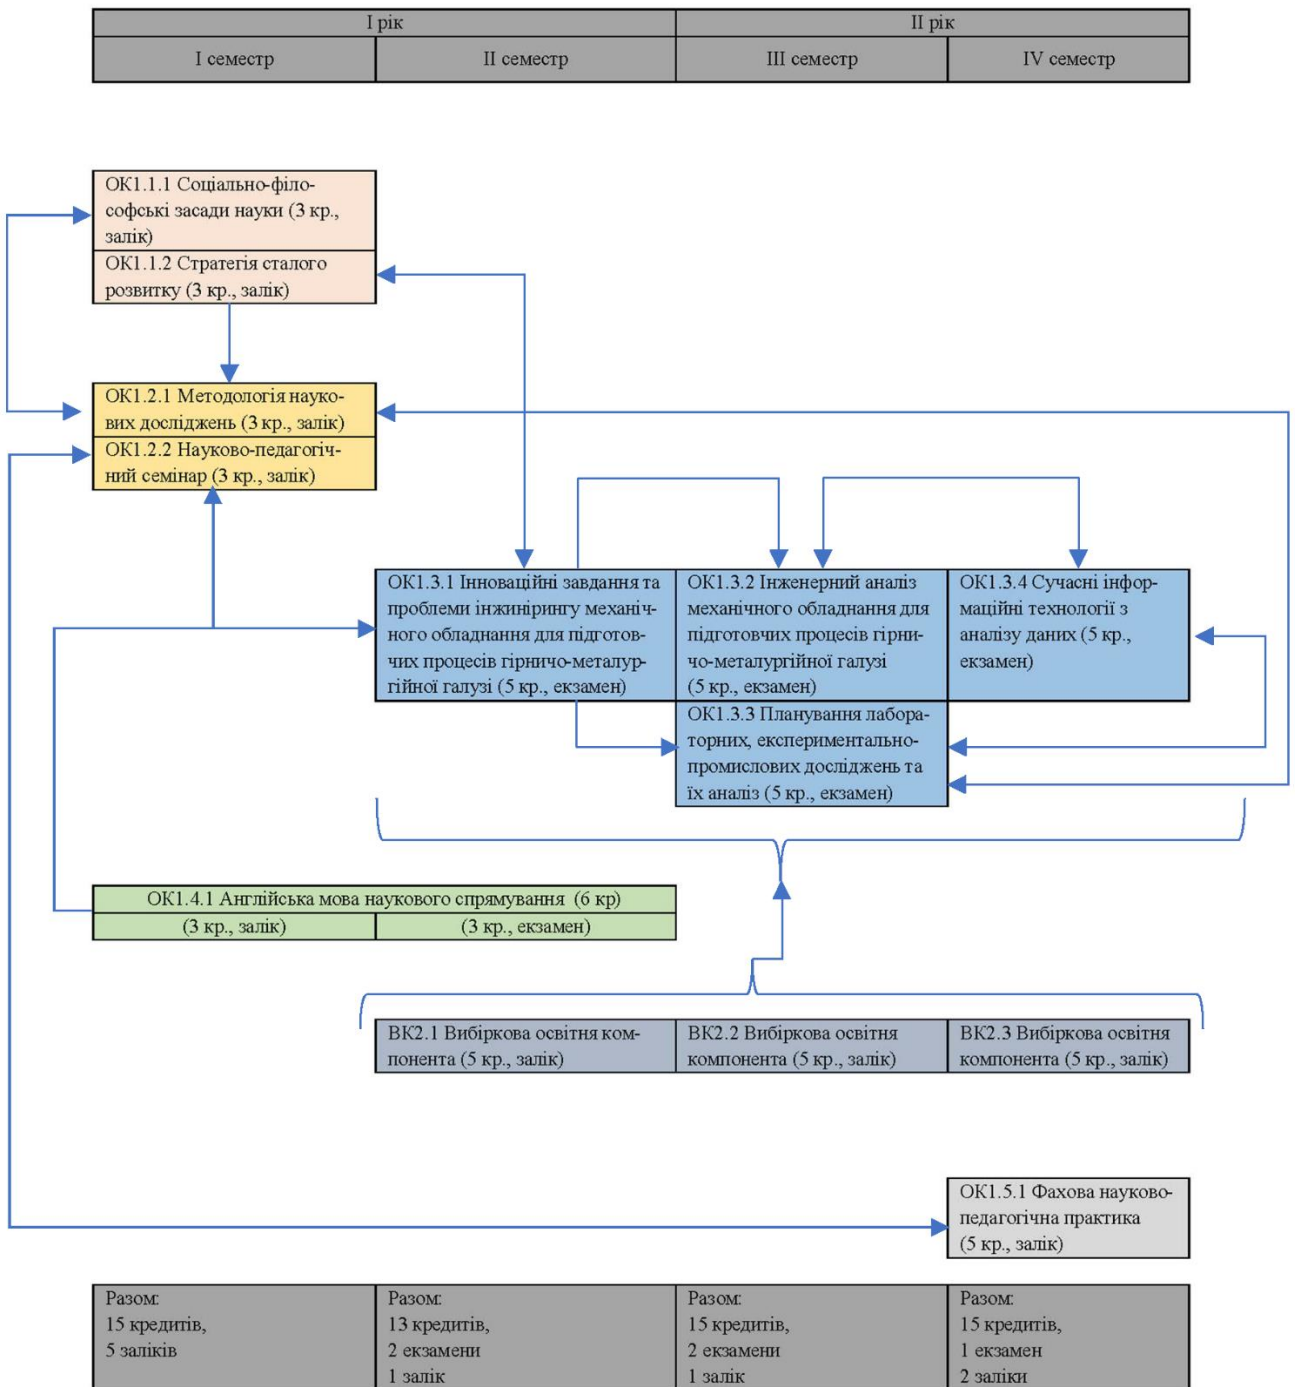 І рік
ІІ рік
І семестр
ІІ семестр
ІІІ семестр
IV семестр
ОК1.1.1 Соціально-філо-
софські засади науки (3 кр.,
залік)
ОК1.1.2 Стратегія сталого
розвитку (3 кр., залік)
ОК1.2.1 Методологія науко-
вих досліджень (3 кр., залік)
ОК1.2.2 Науково-педагогіч-
ний семінар (3 кр., залік)
ОК1.3.1 Інноваційні завдання та
проблеми інжинірингу механіч-
ного обладнання для підготов-
чих процесів гірничо-металур-
гійної галузі (5 кр., екзамен)
ОК1.3.2 Інженерний аналіз
механічного обладнання для
підготовчих процесів гірни-
чо-металургійної галузі
(5 кр., екзамен)
ОК1.3.4 Сучасні інфор-
маційні технології з
аналізу даних (5 кр.,
екзамен)
ОК1.3.3 Планування лабора-
торних, експериментально-
промислових досліджень та
їх аналіз (5 кр., екзамен)
ОК1.4.1 Англійська мова наукового спрямування (6 кр)
(3 кр., залік)
(3 кр., екзамен)
ВК2.1 Вибіркова освітня ком-
понента (5 кр., залік)
ВК2.2 Вибіркова освітня
компонента (5 кр., залік)
ВК2.3 Вибіркова освітня
компонента (5 кр., залік)
ОК1.5.1 Фахова науково-
педагогічна практика
(5 кр., залік)
Разом:
15 кредитів,
5 заліків
Разом:
13 кредитів,
2 екзамени
1 залік
Разом:
15 кредитів,
2 екзамени
1 залік
Разом:
15 кредитів,
1 екзамен
2 заліки